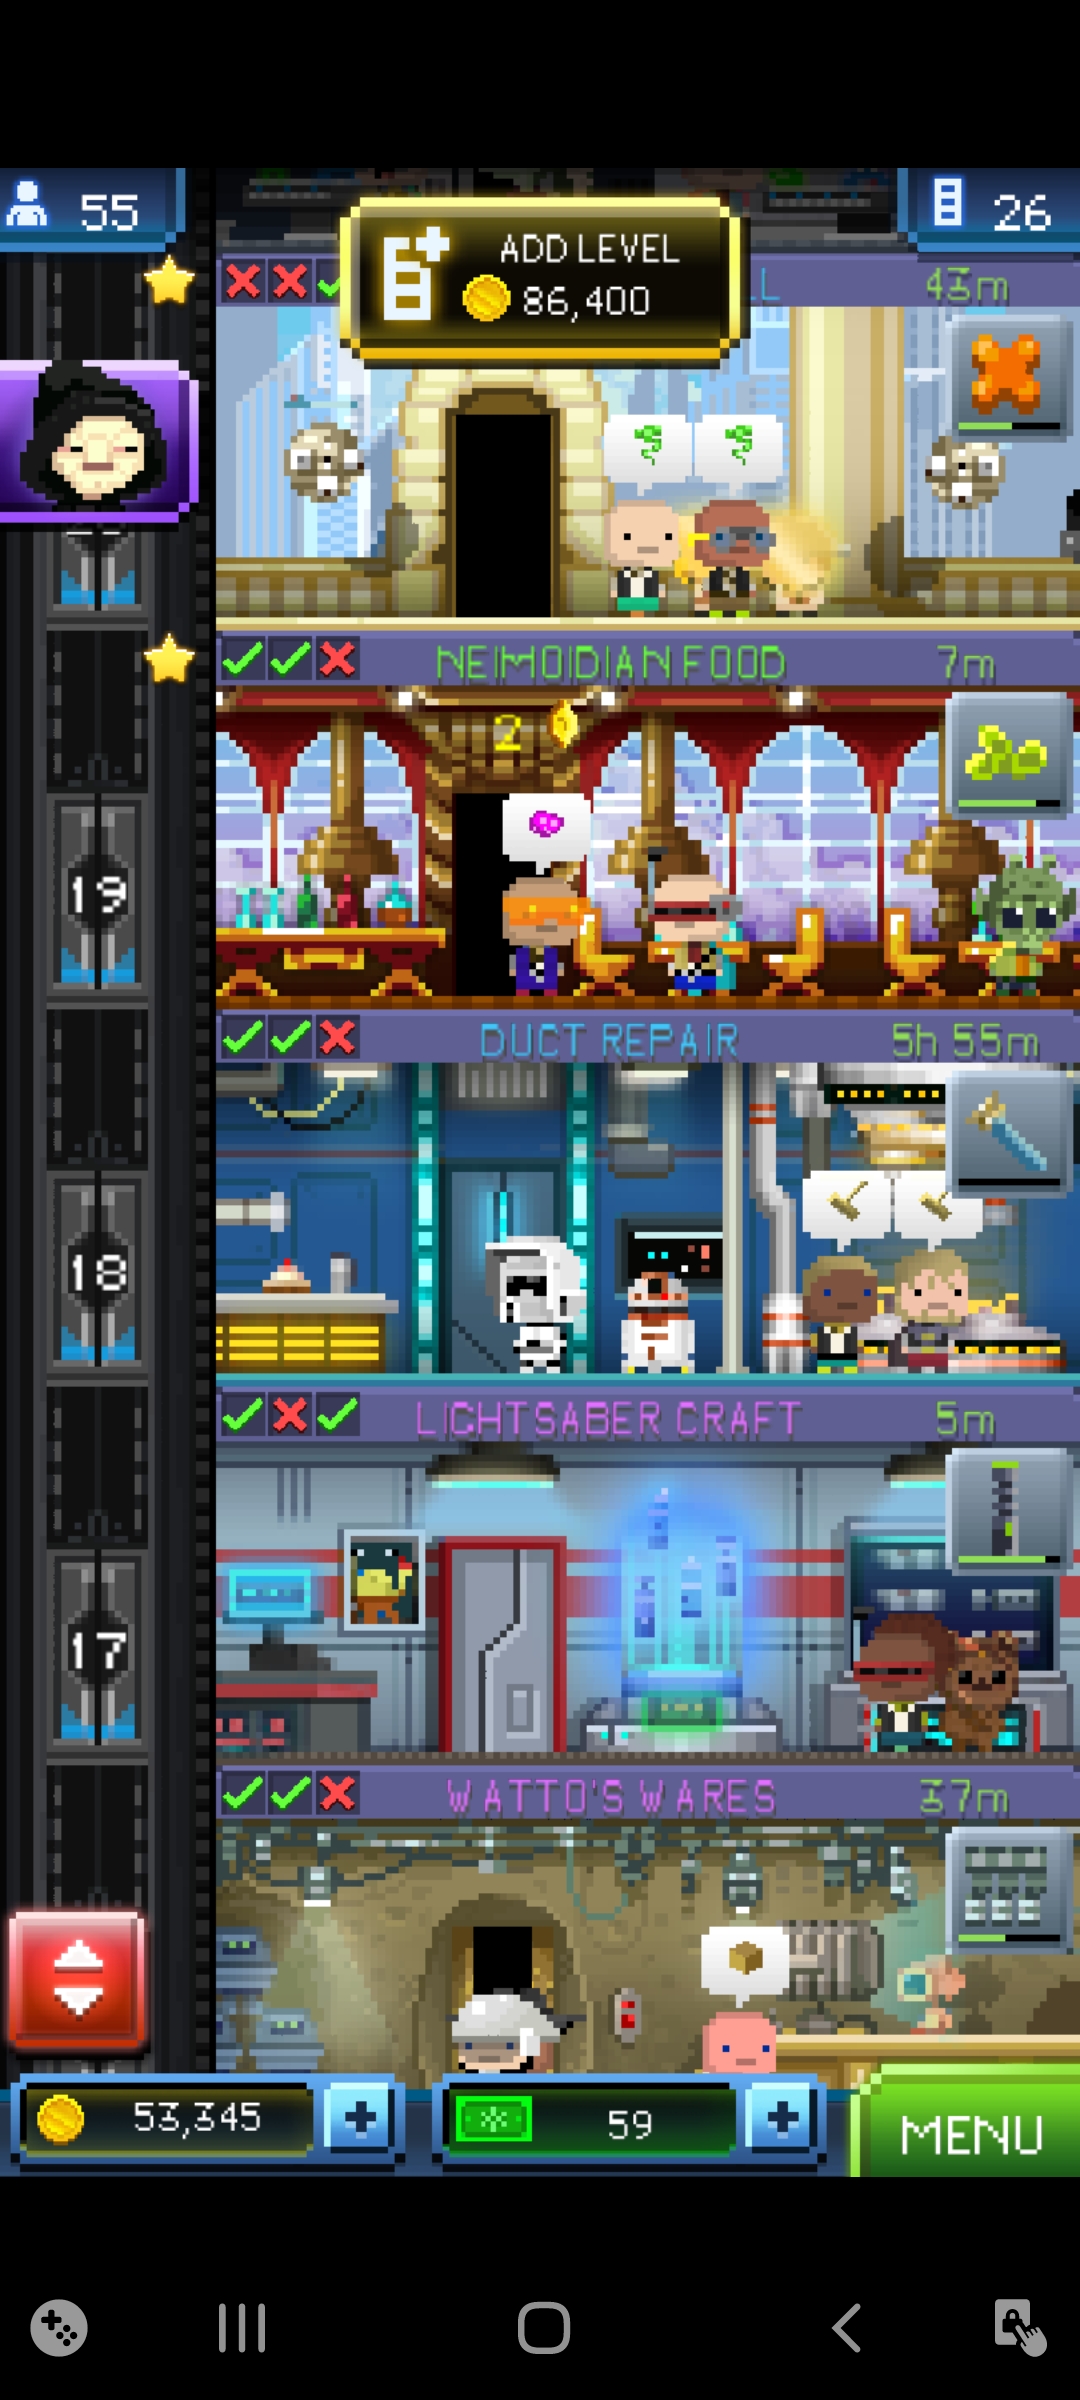 55
ADD LEVEL
86,400
26
LL
43m
NEIMOIDIAN FOOD
7m
2
19
DUCT REPAIR
5h 55m
18
LIGHTSABER CRAFT
5m
17
WATTO'S WARES
37m
53,345
59
MENU